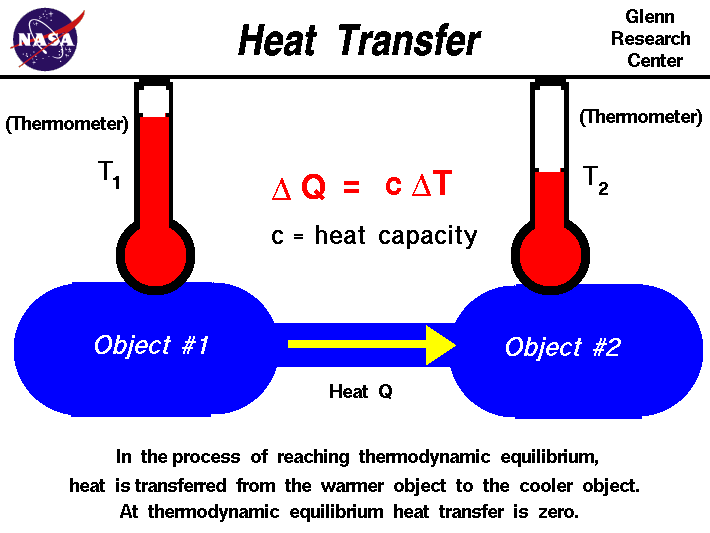 NASA
Heat Transfer
Glenn
Research
Center
(Thermometer)
(Thermometer)
T1
T2
Δ Q = c ΔT
c = heat capacity
Object #1
Object #2
Heat Q
In the process of reaching thermodynamic equilibrium,
heat is transferred from the warmer object to the cooler object.
At thermodynamic equilibrium heat transfer is zero.